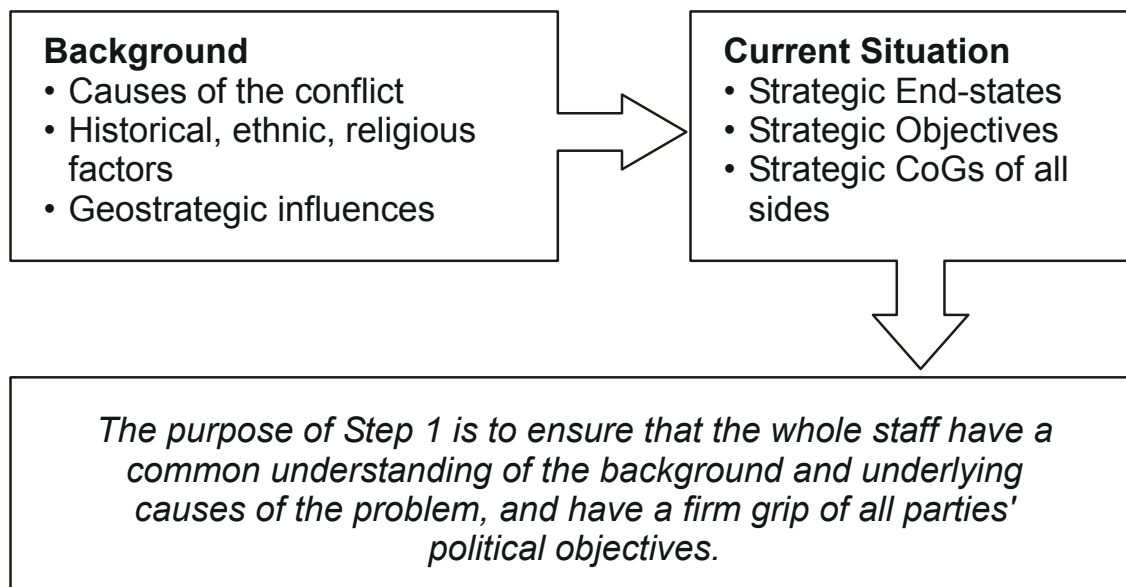 Background
• Causes of the conflict
• Historical, ethnic, religious
factors
• Geostrategic influences
Current Situation
• Strategic End-states
• Strategic Objectives
• Strategic CoGs of all
sides
The purpose of Step 1 is to ensure that the whole staff have a
common understanding of the background and underlying
causes of the problem, and have a firm grip of all parties'
political objectives.